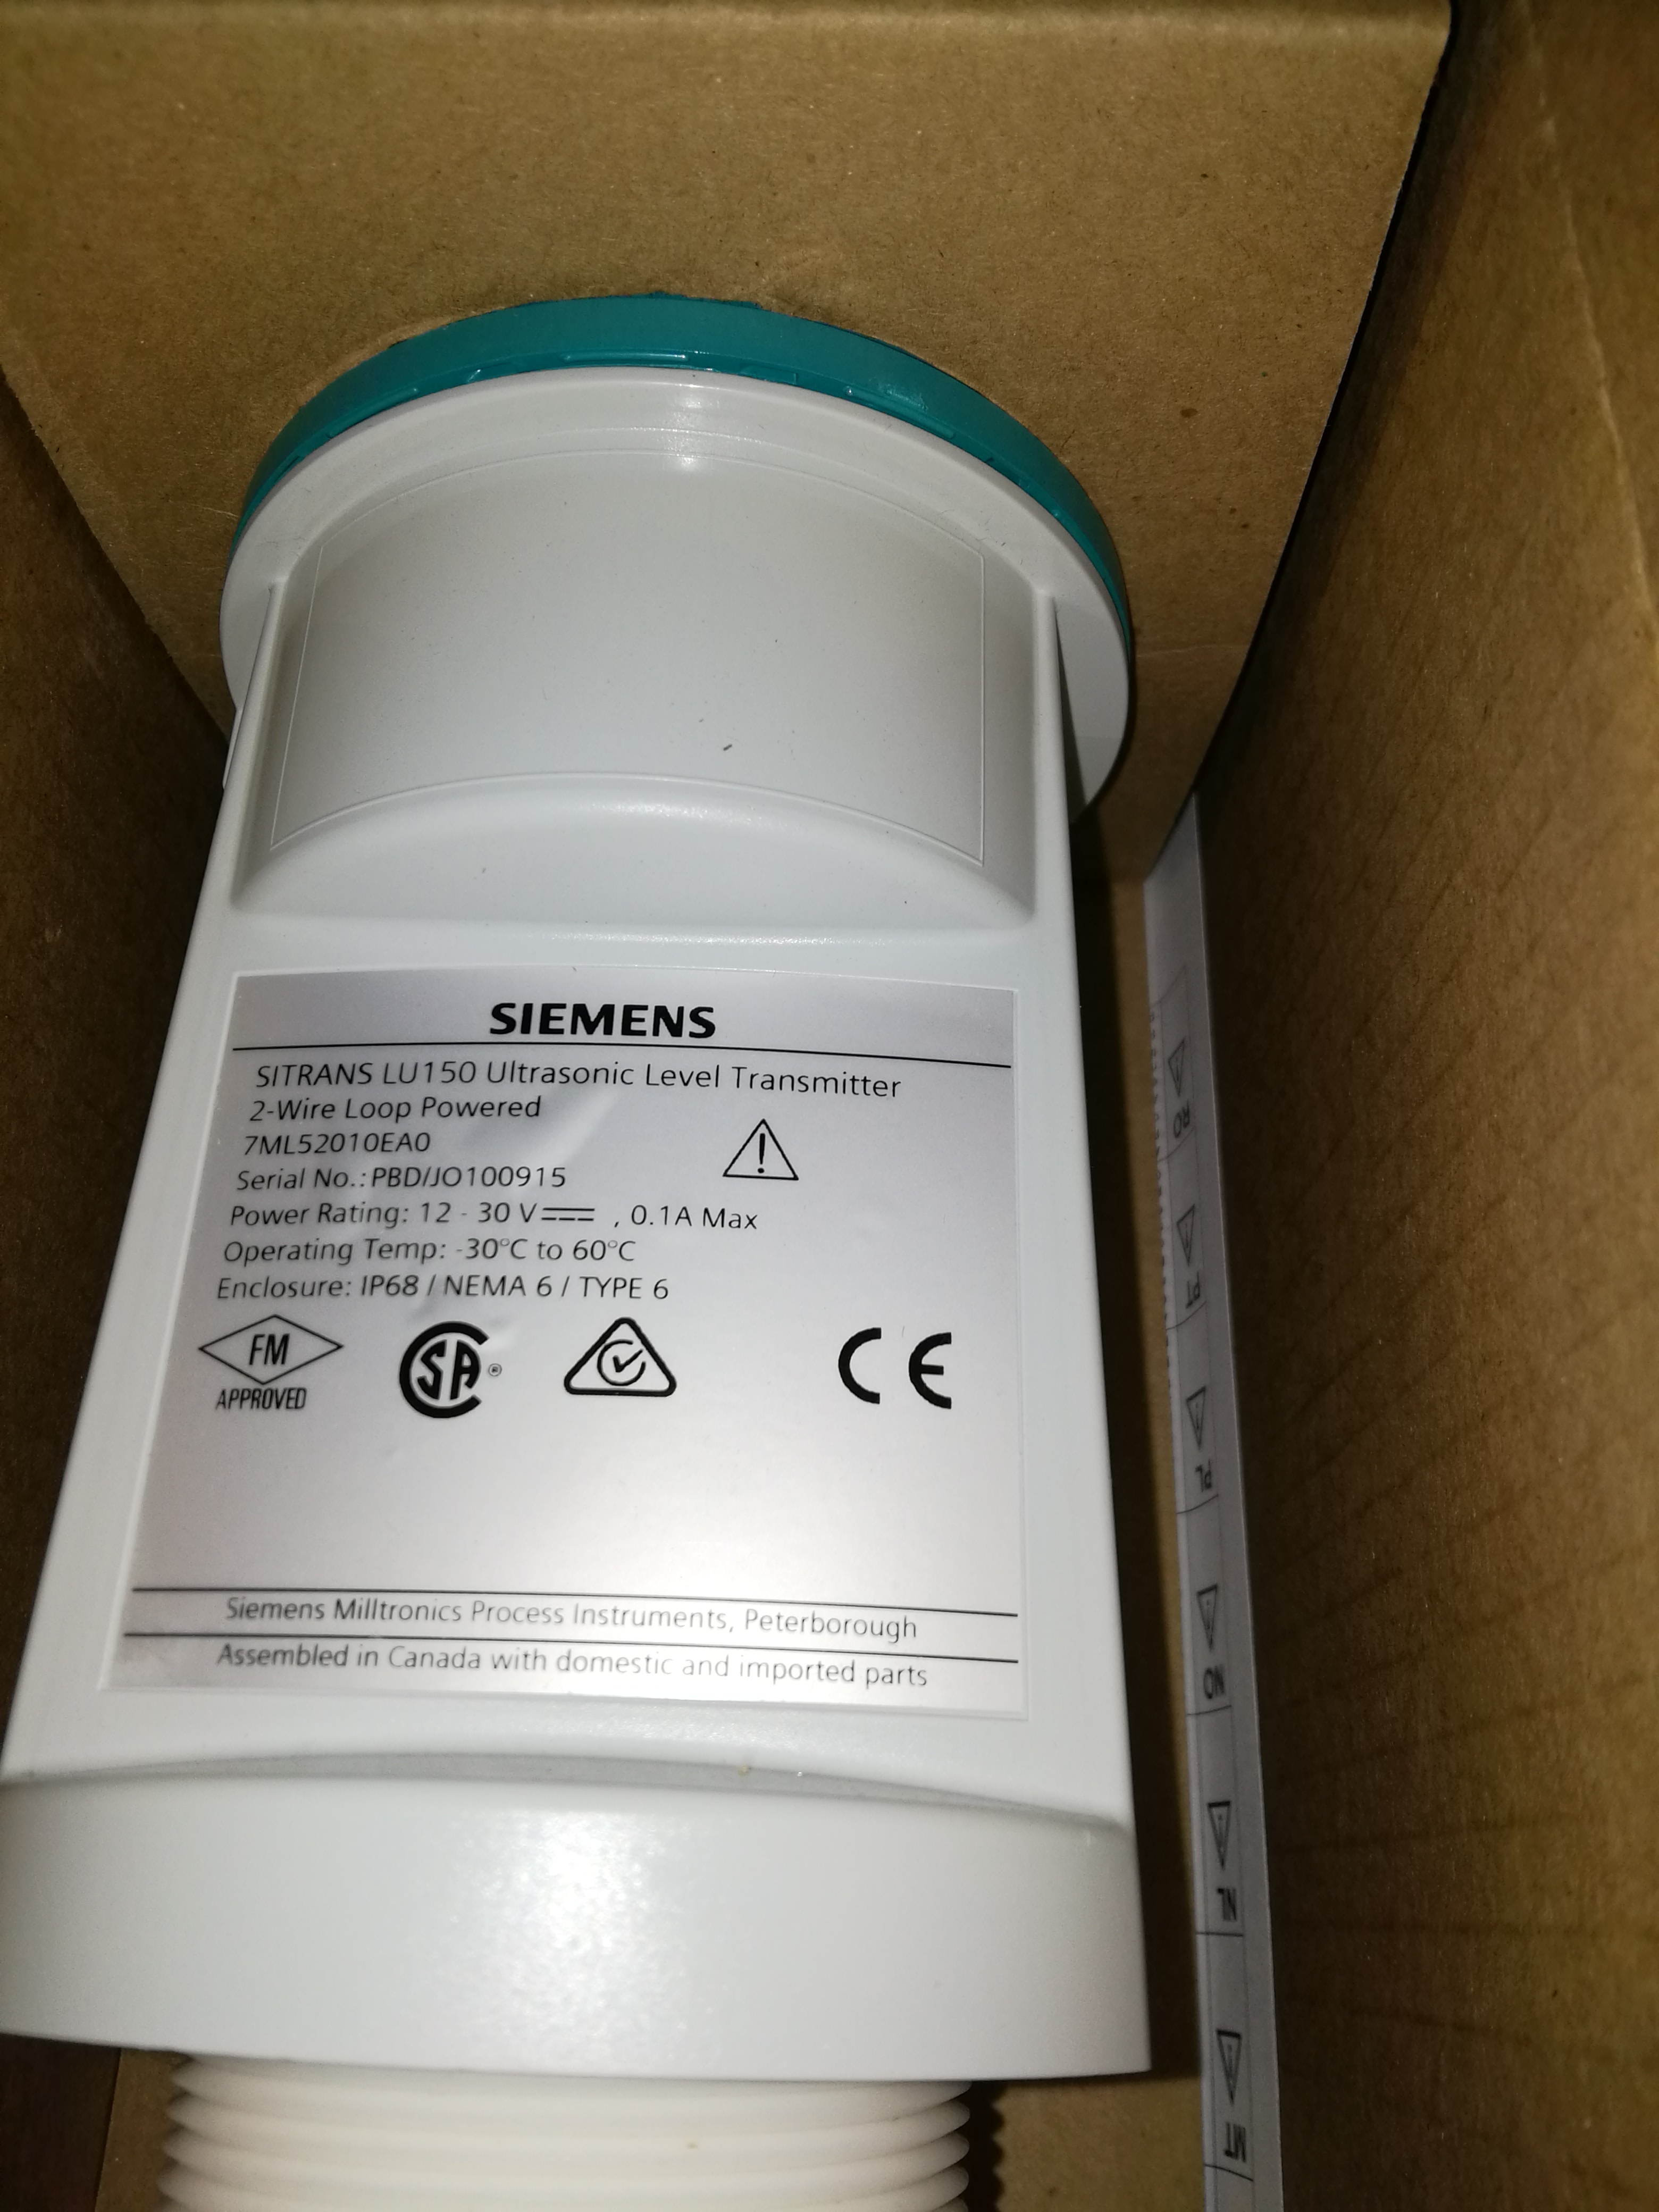 SIEMENS
SITRANS LU150 Ultrasonic Level Transmitter
2-Wire Loop Powered
7ML52010EA0
Serial No.: PBD/JO100915
Power Rating: 12 - 30 V , 0.1A Max
Operating Temp: -30°C to 60°C
Enclosure: IP68 / NEMA 6 / TYPE 6
FM
APPROVED
SA ®
CE
Siemens Milltronics Process Instruments, Peterborough
Assembled in Canada with domestic and imported parts
RO
PT
PL
NO
NL
MT